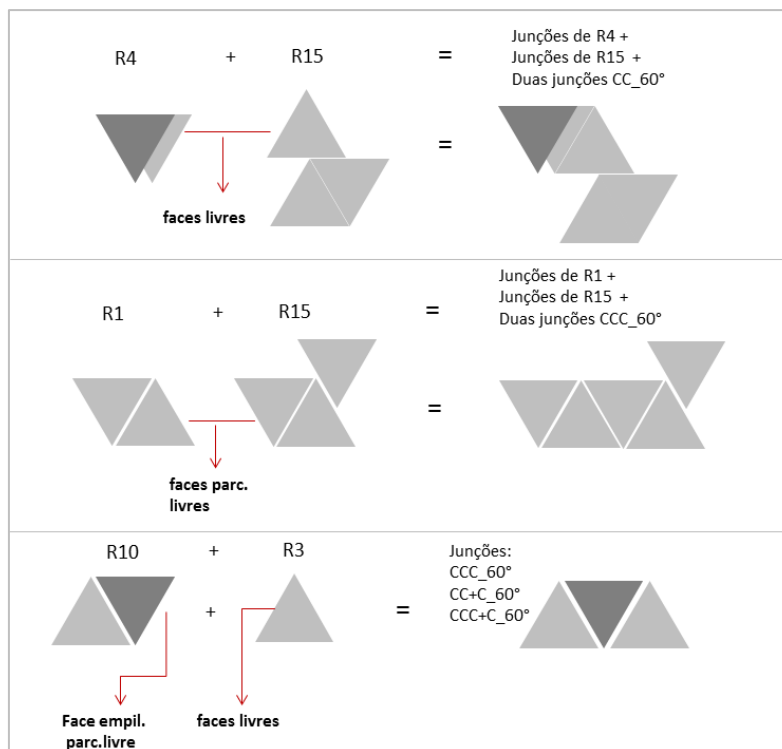 R4 + R15 =
Junções de R4 +
Junções de R15 +
Duas junções CC_60°
=
faces livres
R1 + R15 =
Junções de R1 +
Junções de R15 +
Duas junções CCC_60°
=
faces parc.
livres
R10 + R3
Junções:
CCC_60°
CC+C_60°
CCC+C_60°
+ =
Face empil.
parc.livre
faces livres